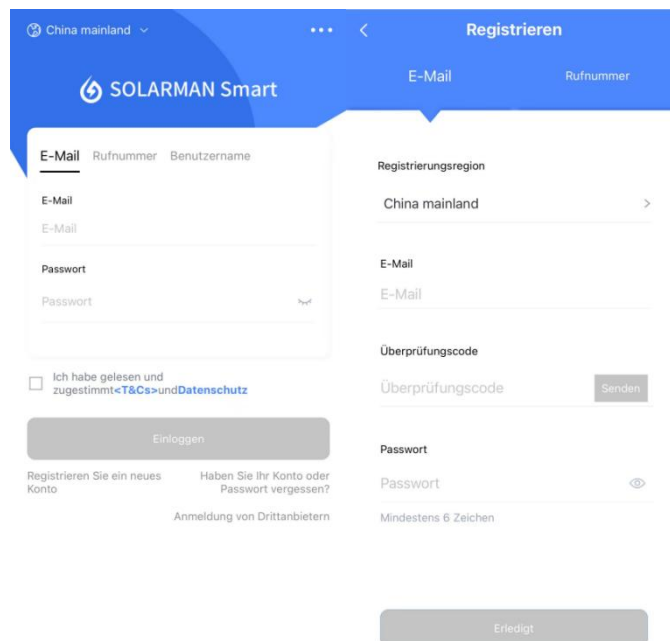 China mainland
SOLARMAN Smart
E-Mail Rufnummer Benutzername
E-Mail
E-Mail
Passwort
Passwort
Ich habe gelesen und
zugestimmt<T&Cs>undDatenschutz
Einloggen
Registrieren Sie ein neues
Konto
Haben Sie Ihr Konto oder
Passwort vergessen?
Anmeldung von Drittanbietern
Registrieren
E-Mail Rufnummer
Registrierungsregion
China mainland
E-Mail
E-Mail
Überprüfungscode
Überprüfungscode Senden
Passwort
Passwort
Mindestens 6 Zeichen
Erledigt